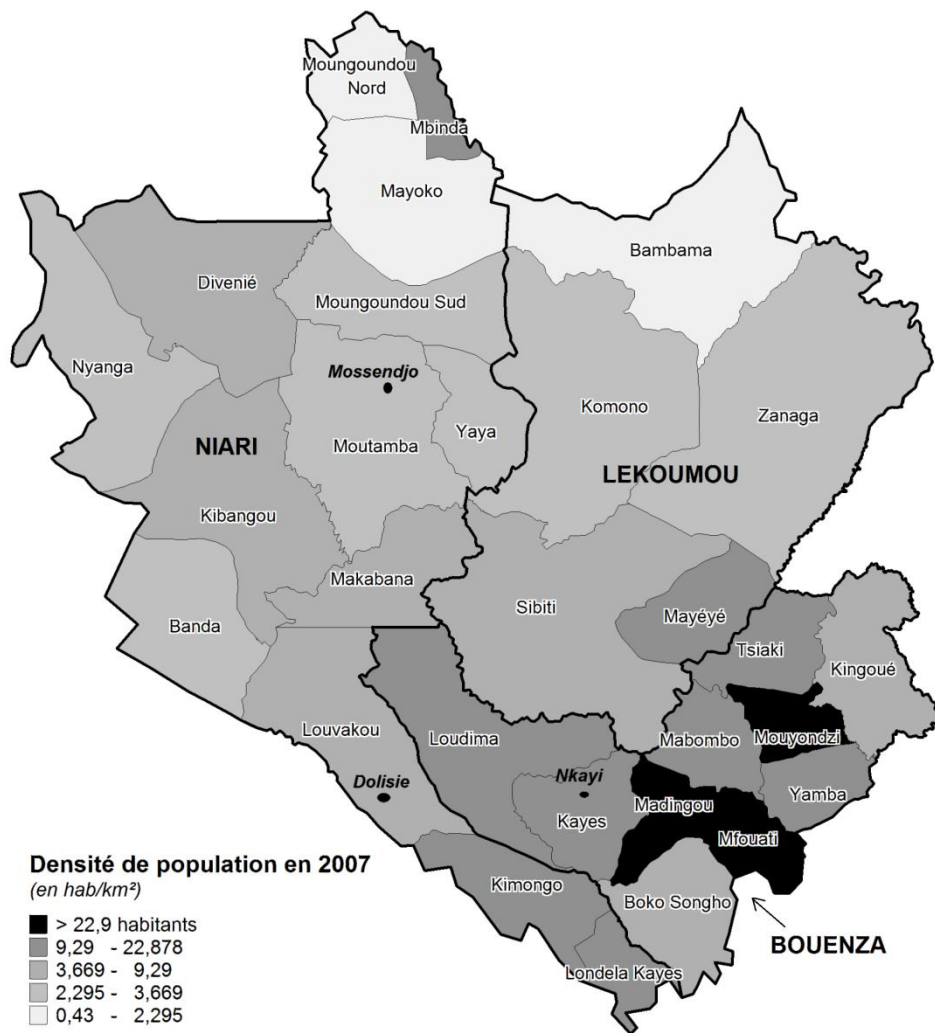 Moungoundou
Nord
Mbinda
Mayoko
Bambama
Divenié
Moungoundou Sud
Nyanga
Mossendjo
Komono
Zanaga
Yaya
Moutamba
NIARI
LEKOUMOU
Kibangou
Makabana
Sibiti
Mayéyé
Banda
Tsiaki
Kingoué
Louvakou
Loudima
Mabombo
Mouyondzi
Dolisie
Nkayi
Yamba
Madingou
Kayes
Mfouati
Densité de population en 2007
(en hab/km²)
Kimongo
Boko Songho
> 22,9 habitants
BOUENZA
9,29 - 22,878
3,669 - 9,29
Londela Kayes
2,295 - 3,669
0,43 - 2,295